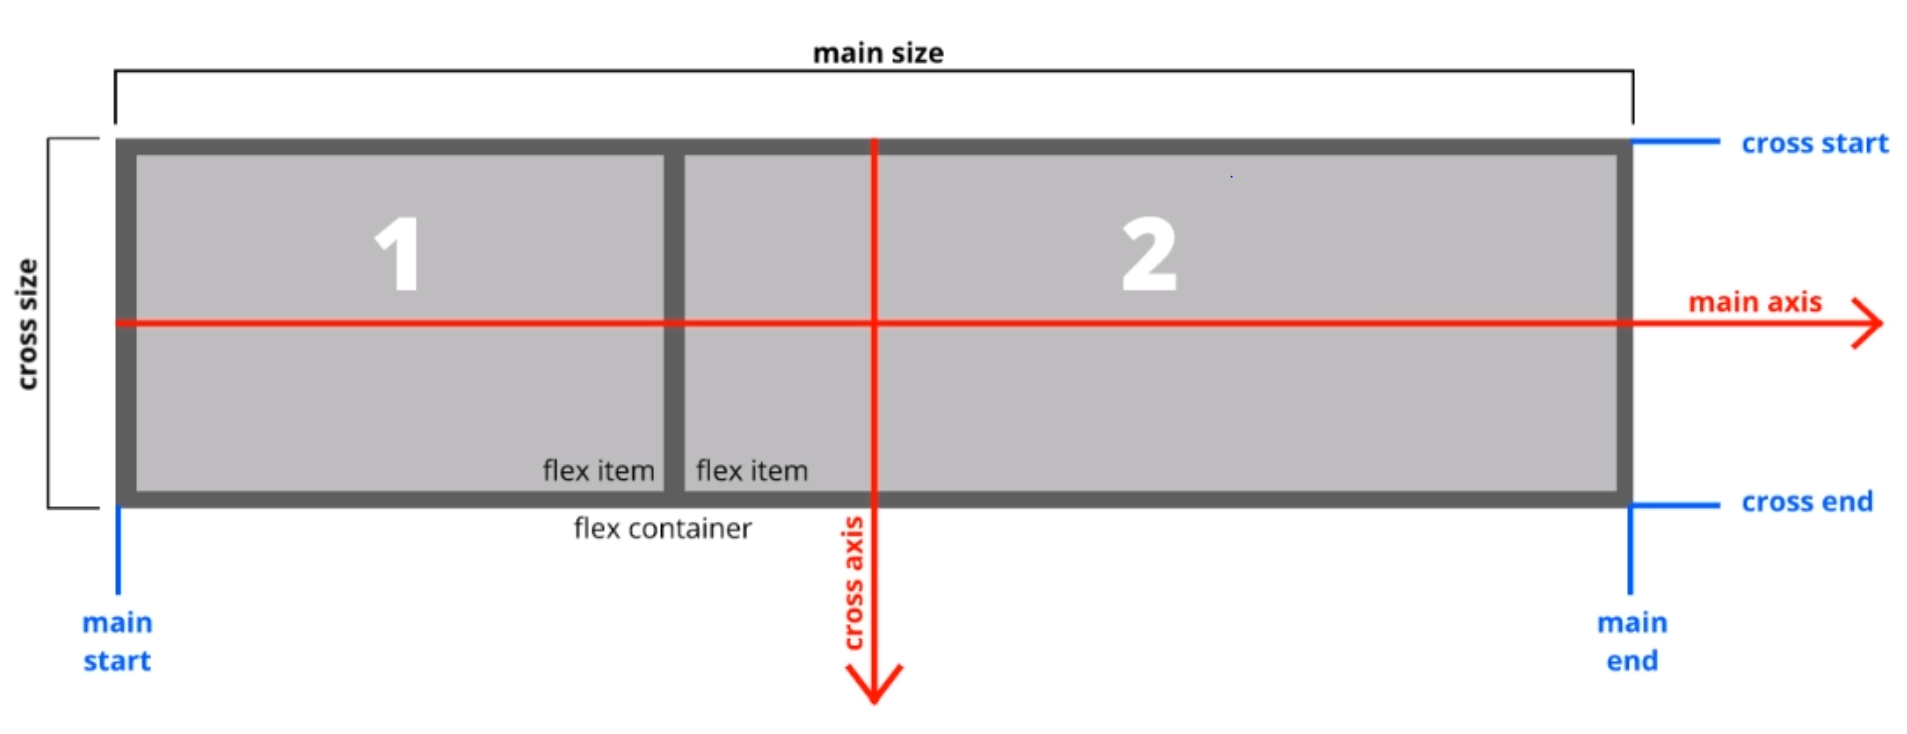 main size
cross start
cross size
1
2
main axis
flex item
flex item
cross end
flex container
cross axis
main
start
main
end